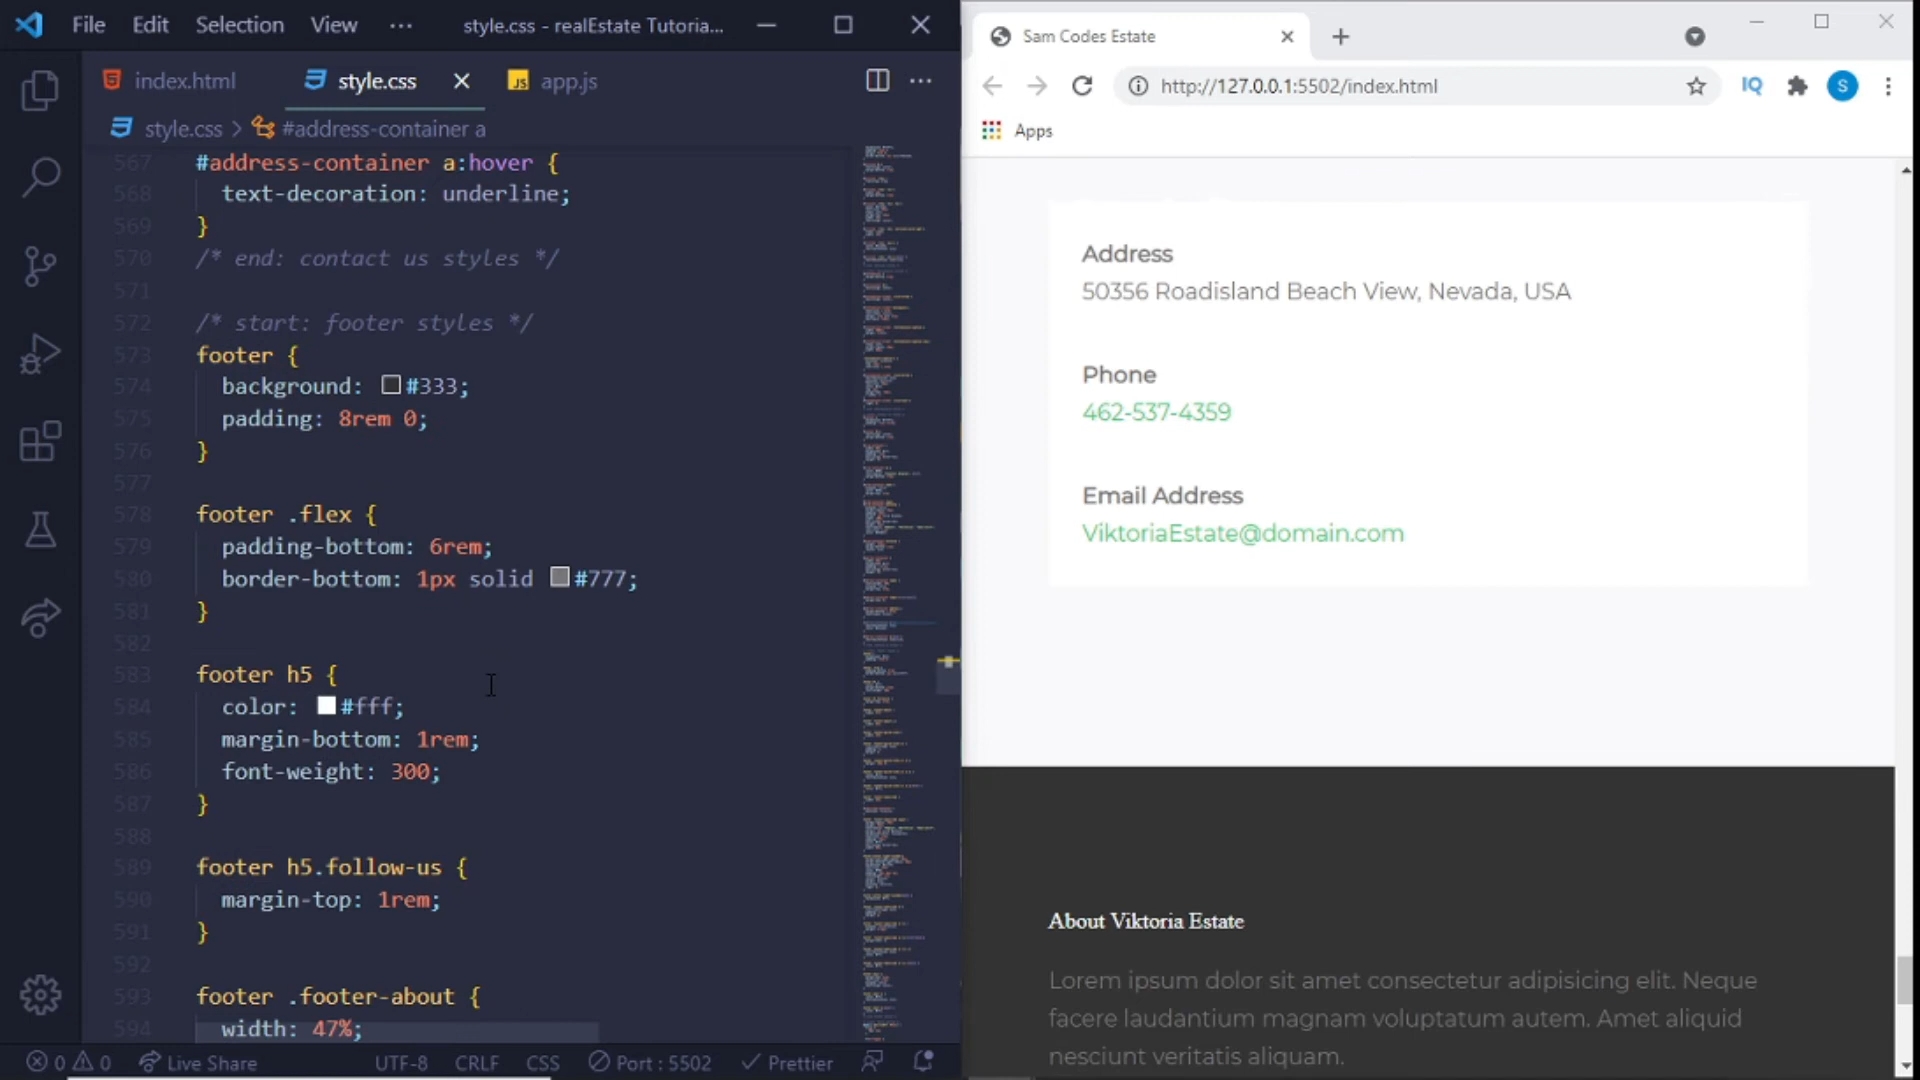 File Edit Selection View ... style.css - realEstate Tutoria...
index.html style.css app.js
style.css > #address-container a
567 #address-container a:hover {
568 text-decoration: underline;
569 }
570 /* end: contact us styles */
571
572 /* start: footer styles */
573 footer {
574 background: #333;
575 padding: 8rem 0;
576 }
577
578 footer .flex {
579 padding-bottom: 6rem;
580 border-bottom: 1px solid #777;
581 }
582
583 footer h5 {
584 color: #fff;
585 margin-bottom: 1rem;
586 font-weight: 300;
587 }
588
589 footer h5.follow-us {
590 margin-top: 1rem;
591 }
592
593 footer .footer-about {
594 width: 47%;
0 0 Live Share UTF-8 CRLF CSS Port : 5502 Prettier
Sam Codes Estate
http://127.0.0.1:5502/index.html IQ S
Apps
Address
50356 Roadisland Beach View, Nevada, USA
Phone
462-537-4359
Email Address
ViktoriaEstate@domain.com
About Viktoria Estate
Lorem ipsum dolor sit amet consectetur adipisicing elit. Neque
facere laudantium magnam voluptatum autem. Amet aliquid
nesciunt veritatis aliquam.